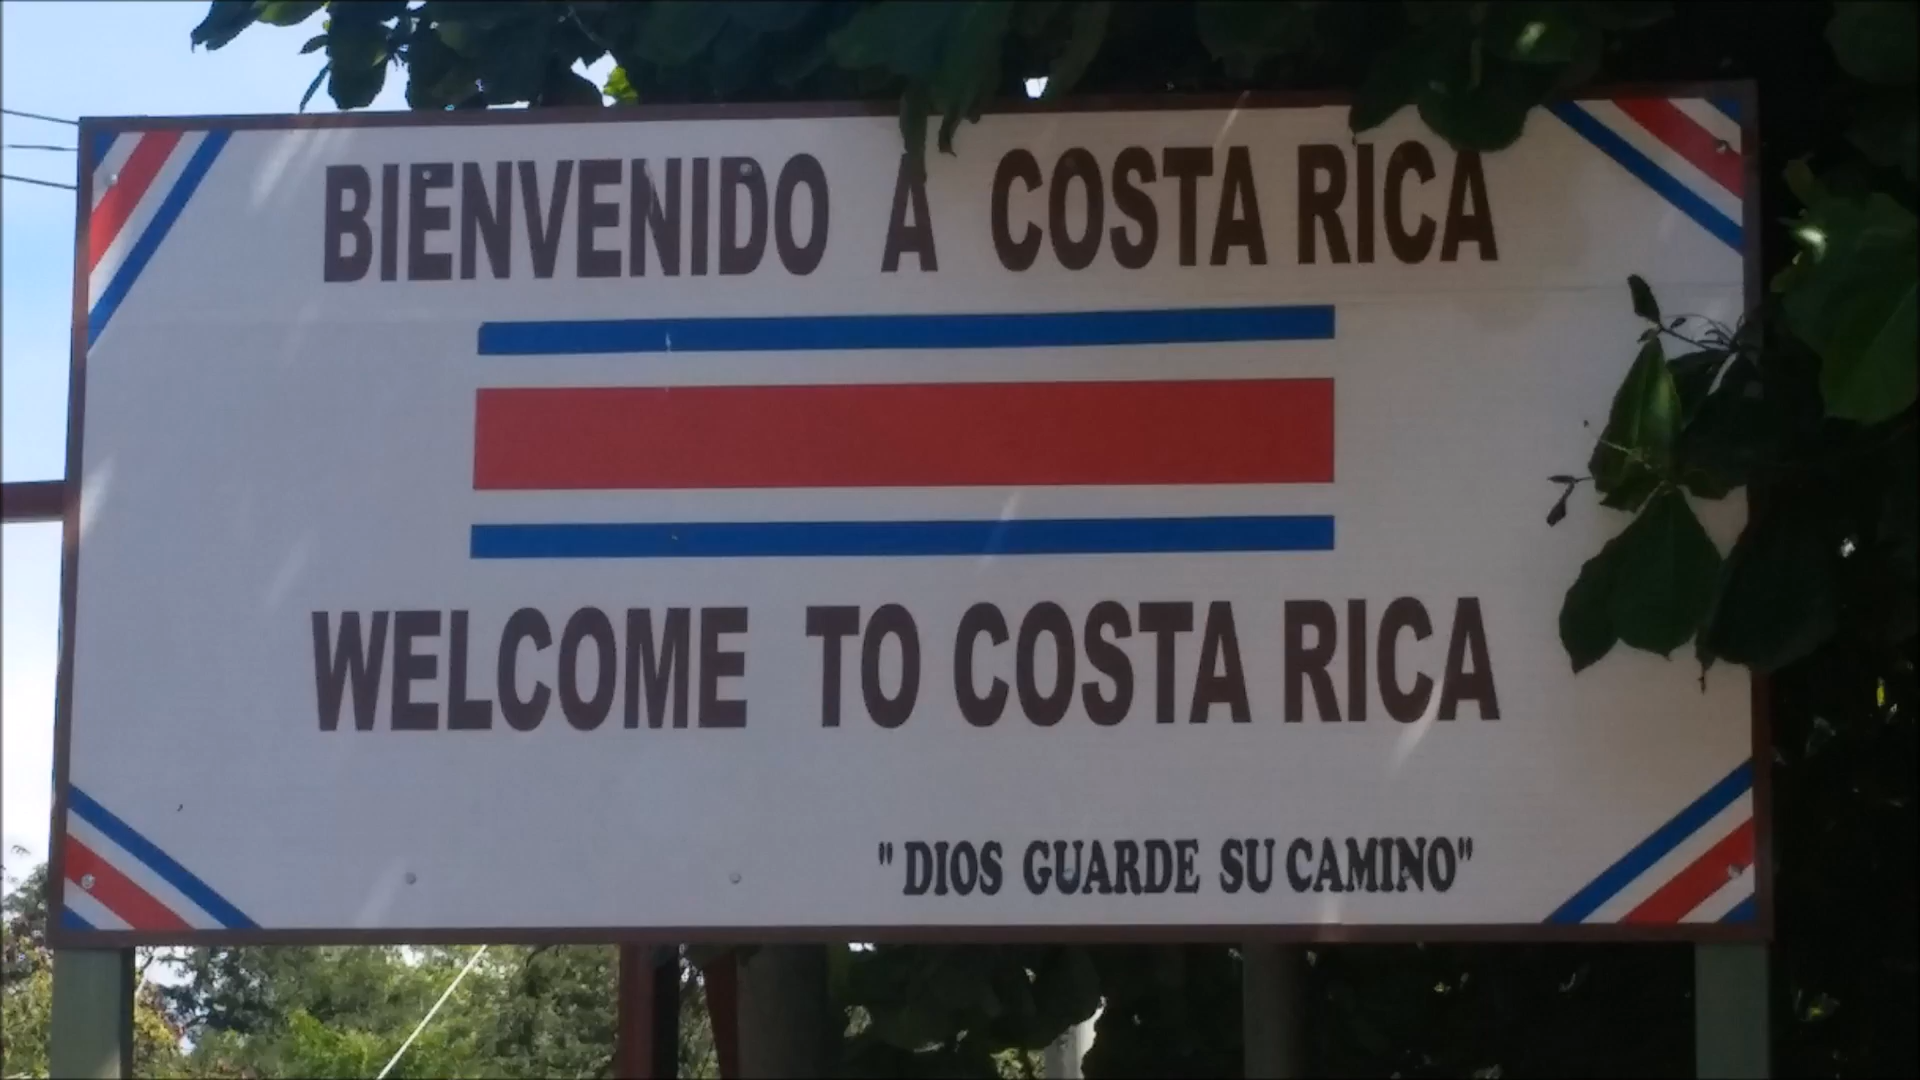 BIENVENIDO A COSTA RICA
WELCOME TO COSTA RICA
"DIOS GUARDE SU CAMINO"